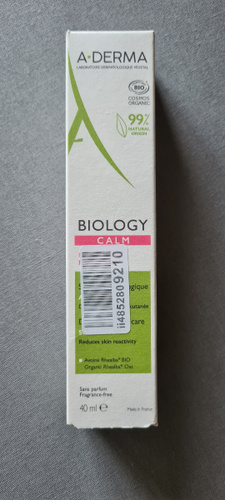 A-DERMA
LABORATOIRE DERMATOLOGIQUE VÉGÉTAL
BIO
COSMOS
ORGANIC
99%
NATURAL
ORIGIN
BIOLOGY
CALM
ii4852809210
Reduces skin reactivity
• Avoine Rhealba® BIO
Organic Rhealba® Oat
Sans parfum
Fragrance-free
40 ml e
Made in France